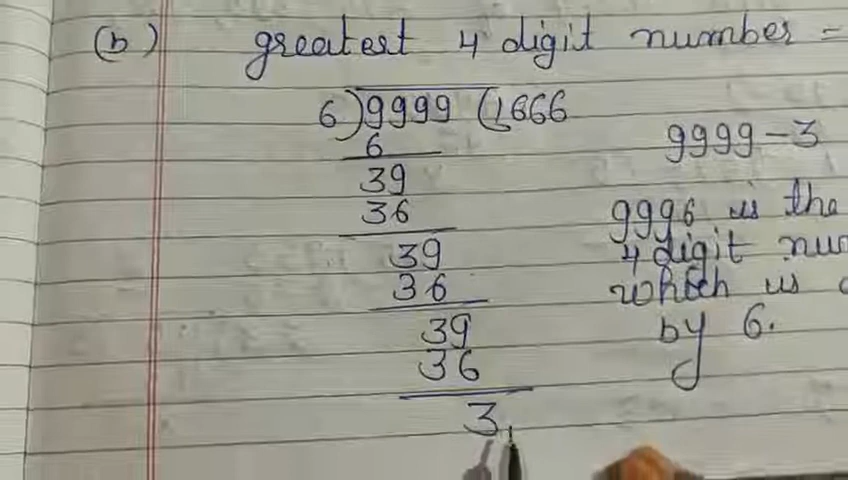 (b) greatest 4 digit number =
6)9999(1666
6
39
36
39
36
39
36
3
9999-3
9996 is the
4 digit
which is
by 6.